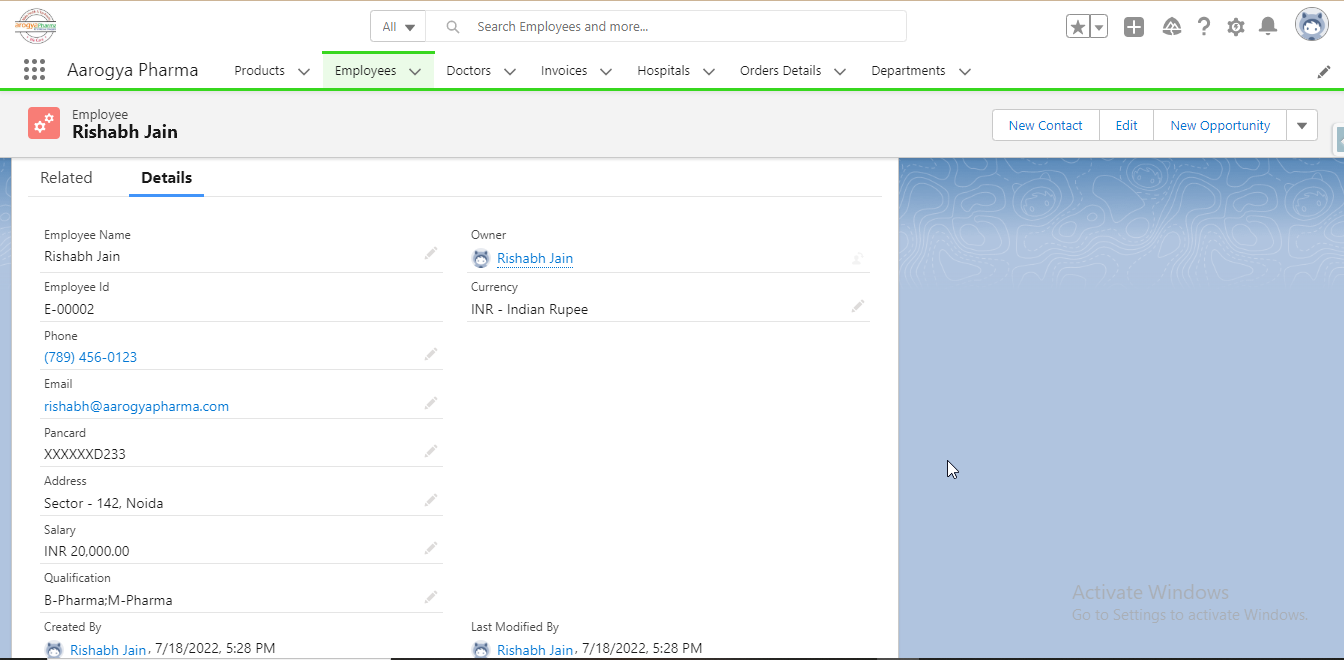 All
Search Employees and more...
Aarogya Pharma
Products
Employees
Doctors
Invoices
Hospitals
Orders Details
Departments
Employee
Rishabh Jain
New Contact
Edit
New Opportunity
Related
Details
Employee Name
Rishabh Jain
Owner
Rishabh Jain
Employee Id
E-00002
Currency
INR - Indian Rupee
Phone
(789) 456-0123
Email
rishabh@aarogyapharma.com
Pancard
XXXXXXD233
Address
Sector - 142, Noida
Salary
INR 20,000.00
Qualification
B-Pharma;M-Pharma
Created By
Rishabh Jain, 7/18/2022, 5:28 PM
Last Modified By
Rishabh Jain, 7/18/2022, 5:28 PM
Activate Windows
Go to Settings to activate Windows.